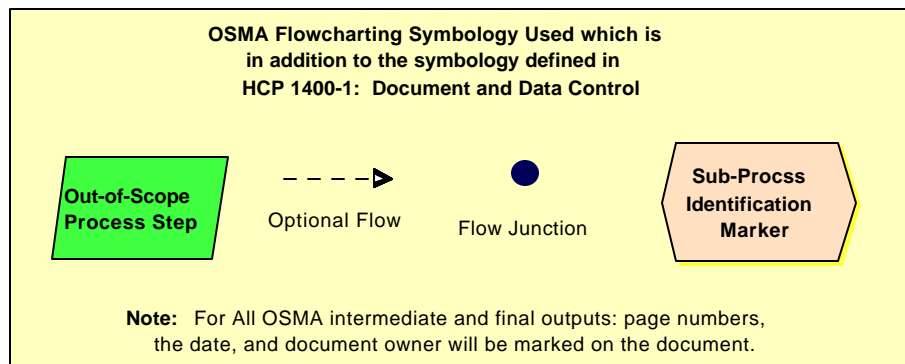 OSMA Flowcharting Symbology Used which is
in addition to the symbology defined in
HCP 1400-1: Document and Data Control
Out-of-Scope
Process Step
Optional Flow
Flow Junction
Sub-Procss
Identification
Marker
Note: For All OSMA intermediate and final outputs: page numbers,
the date, and document owner will be marked on the document.